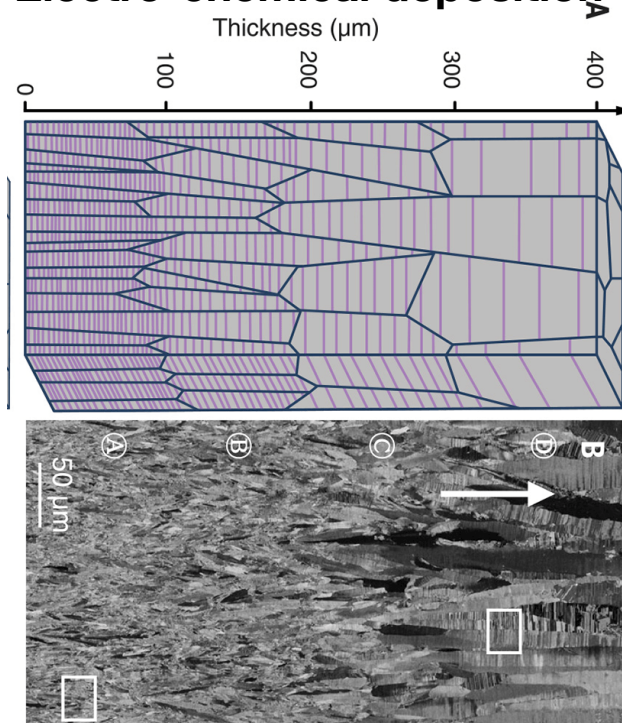 Electro-chemical deposition
A
Thickness (µm)
0 100 200 300 400
Ⓐ Ⓑ Ⓒ Ⓓ B
50 µm